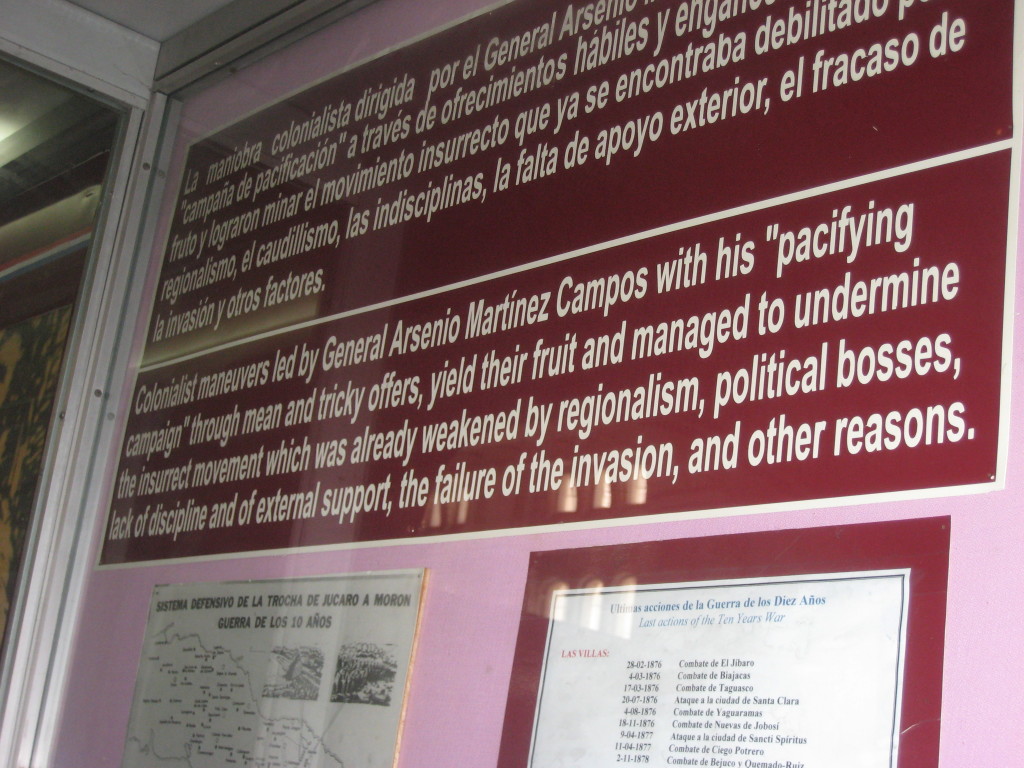 La maniobra colonialista dirigida por el General Arsenio
"campaña de pacificación" a través de ofrecimientos hábiles y
fruto y lograron minar el movimiento insurrecto que ya se encontraba debilitado
regionalismo, el caudillismo, las indisciplinas, la falta de apoyo exterior, el fracaso de
la invasión y otros factores.
Colonialist maneuvers led by General Arsenio Martínez Campos with his "pacifying
campaign" through mean and tricky offers, yield their fruit and managed to undermine
the insurrect movement which was already weakened by regionalism, political bosses,
lack of discipline and of external support, the failure of the invasion, and other reasons.
SISTEMA DEFENSIVO DE LA TROCHA DE JUCARO A MORON
GUERRA DE LOS 10 AÑOS
Ultimas acciones de la Guerra de los Diez Años
Last actions of the Ten Years War
LAS VILLAS:
28-02-1876 Combate de El Jíbaro
4-03-1876 Combate de Biajacas
17-03-1876 Combate de Taguasco
20-07-1876 Ataque a la ciudad de Santa Clara
4-08-1876 Combate de Yaguaramas
18-11-1876 Combate de Nuevas de Jobosí
9-04-1877 Ataque a la ciudad de Sancti Spíritus
11-04-1877 Combate de Ciego Potrero
2-11-1878 Combate de Bejuco y Quemado-Ruiz